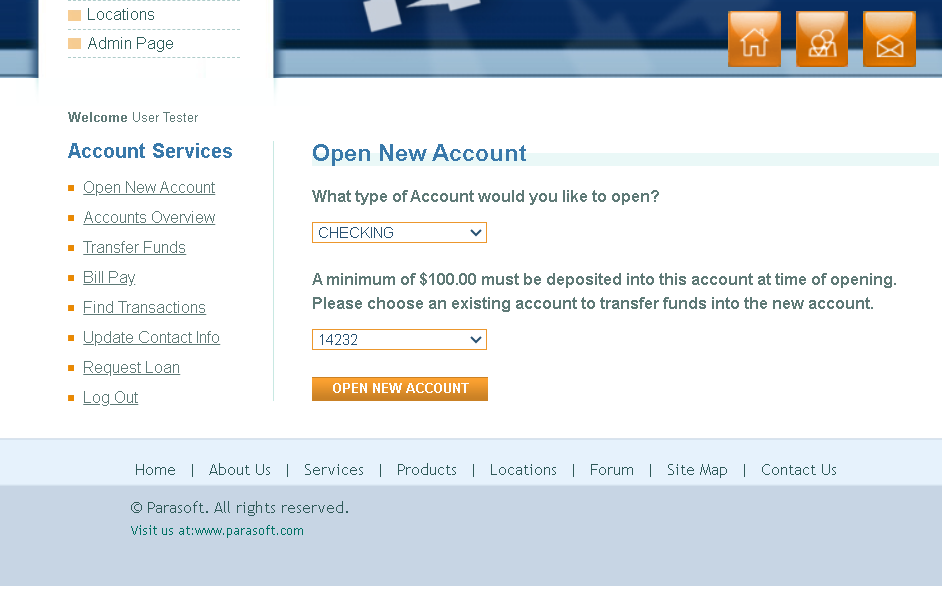 Locations
Admin Page
Welcome User Tester
Account Services
Open New Account
Accounts Overview
Transfer Funds
Bill Pay
Find Transactions
Update Contact Info
Request Loan
Log Out
Open New Account
What type of Account would you like to open?
CHECKING
A minimum of $100.00 must be deposited into this account at time of opening.
Please choose an existing account to transfer funds into the new account.
14232
OPEN NEW ACCOUNT
Home | About Us | Services | Products | Locations | Forum | Site Map | Contact Us
© Parasoft. All rights reserved.
Visit us at:www.parasoft.com